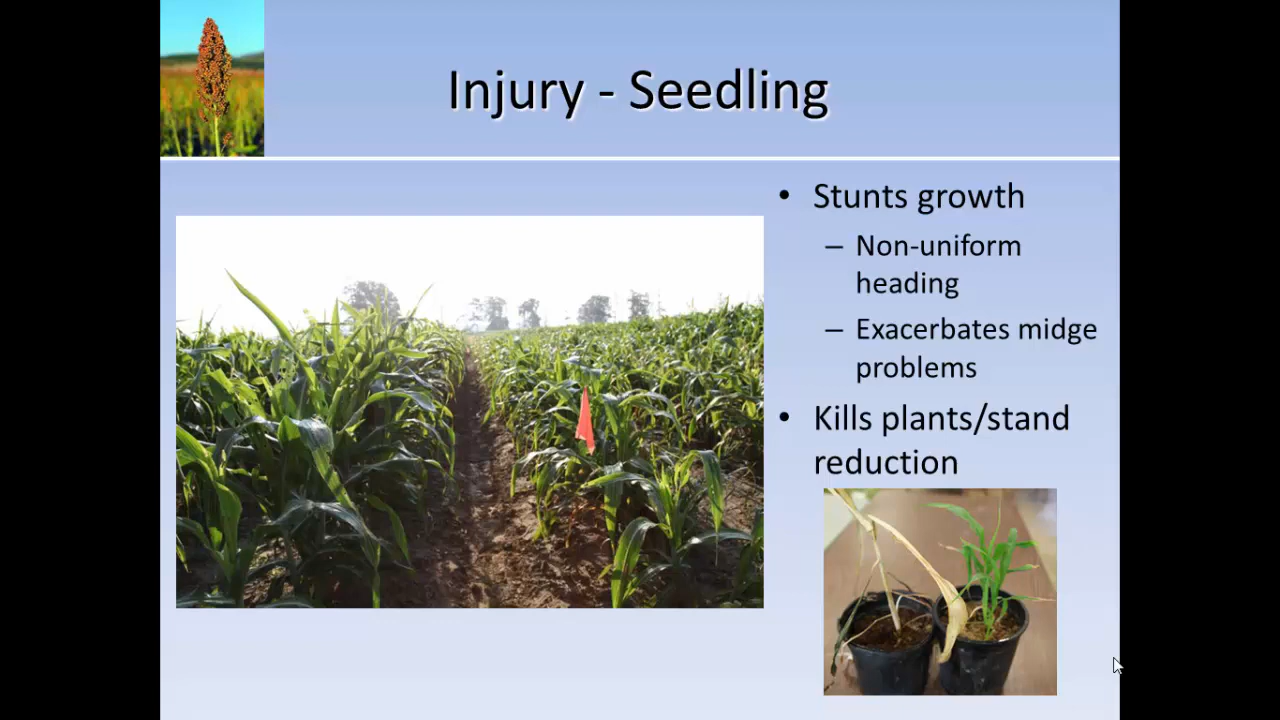 Injury - Seedling
• Stunts growth
– Non-uniform
heading
– Exacerbates midge
problems
• Kills plants/stand
reduction